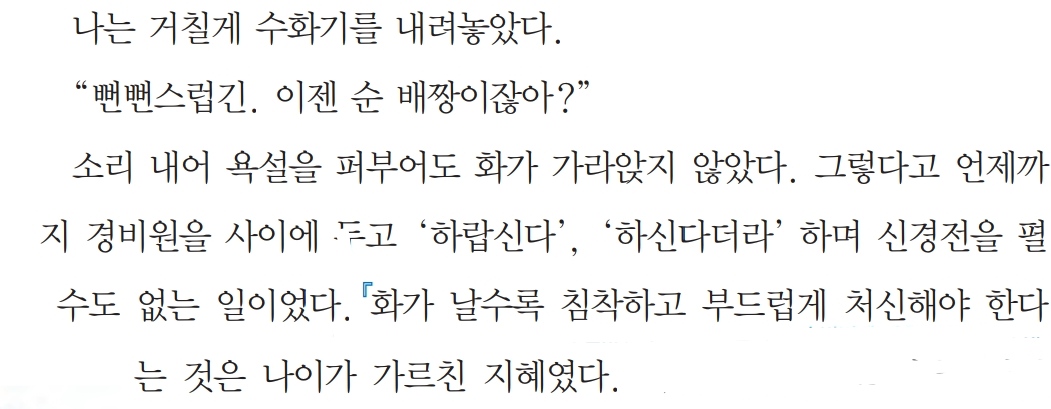 나는 거칠게 수화기를 내려놓았다.
“뻔뻔스럽긴. 이젠 순 배짱이잖아?”
소리 내어 욕설을 퍼부어도 화가 가라앉지 않았다. 그렇다고 언제까
지 경비원을 사이에 두고 ‘하랍신다’, ‘하신다더라’ 하며 신경전을 펼
수도 없는 일이었다.『화가 날수록 침착하고 부드럽게 처신해야 한다
는 것은 나이가 가르친 지혜였다.